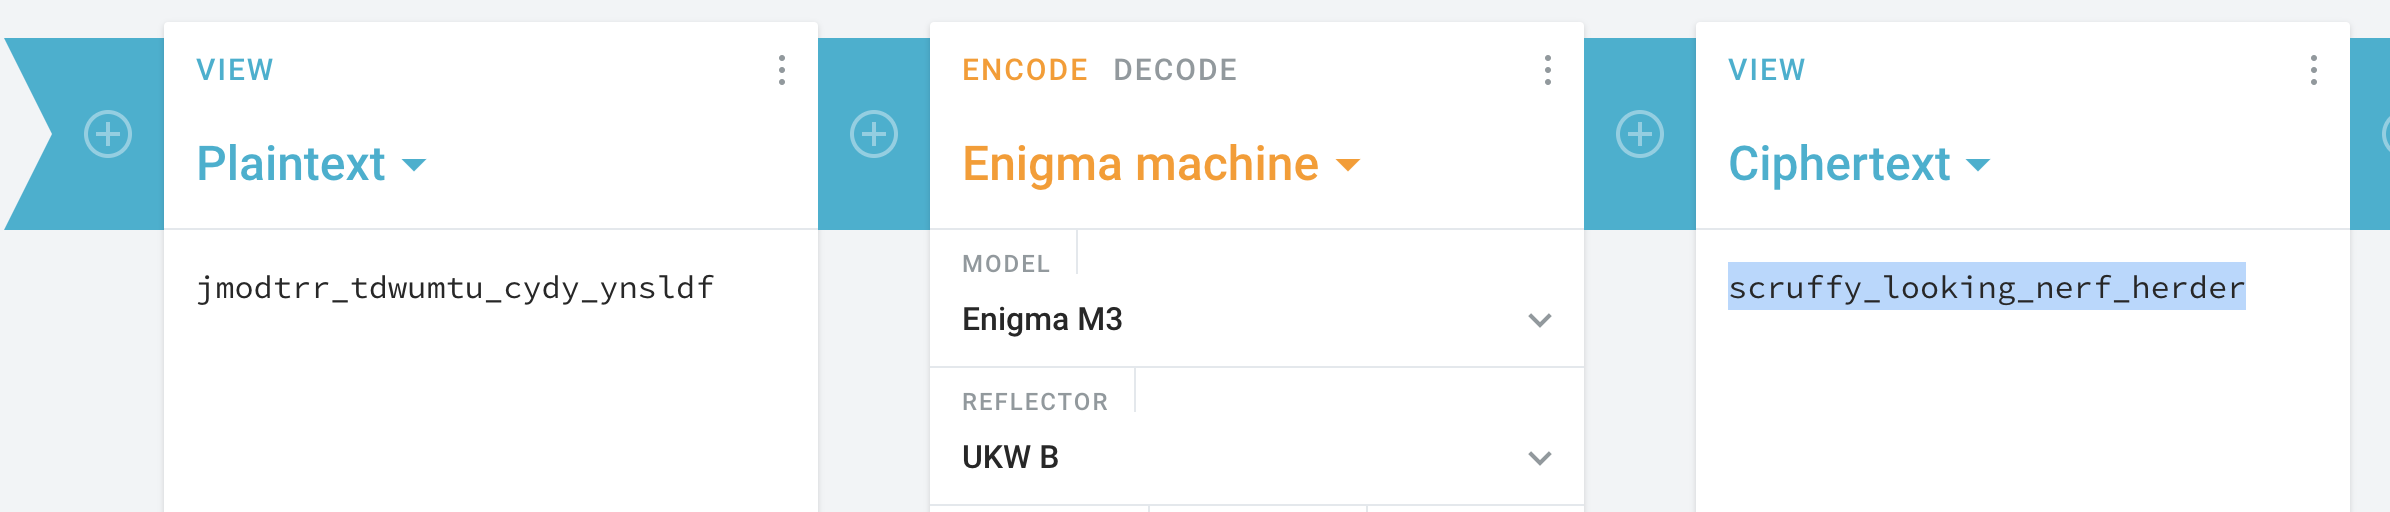 VIEW
Plaintext
jmodtrr_tdwumtu_cydy_ynsldf
ENCODE DECODE
Enigma machine
MODEL
Enigma M3
REFLECTOR
UKW B
VIEW
Ciphertext
scruffy_looking_nerf_herder